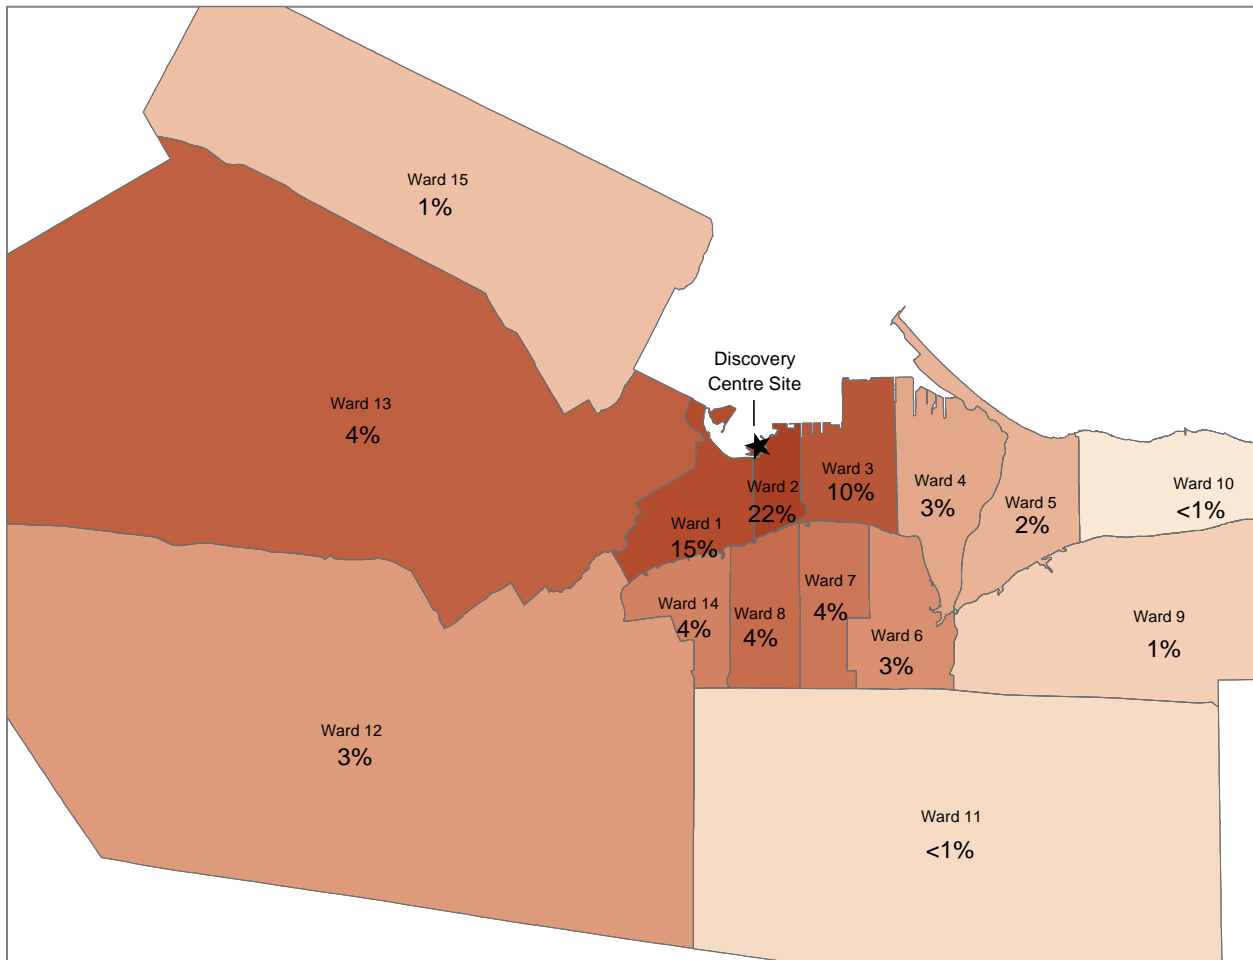 Ward 15
1%
Discovery
Centre Site
Ward 13
4%
Ward 3
10%
Ward 4
3%
Ward 2
22%
Ward 10
<1%
Ward 5
2%
Ward 1
15%
Ward 14
4%
Ward 8
4%
Ward 7
4%
Ward 6
3%
Ward 9
1%
Ward 12
3%
Ward 11
<1%